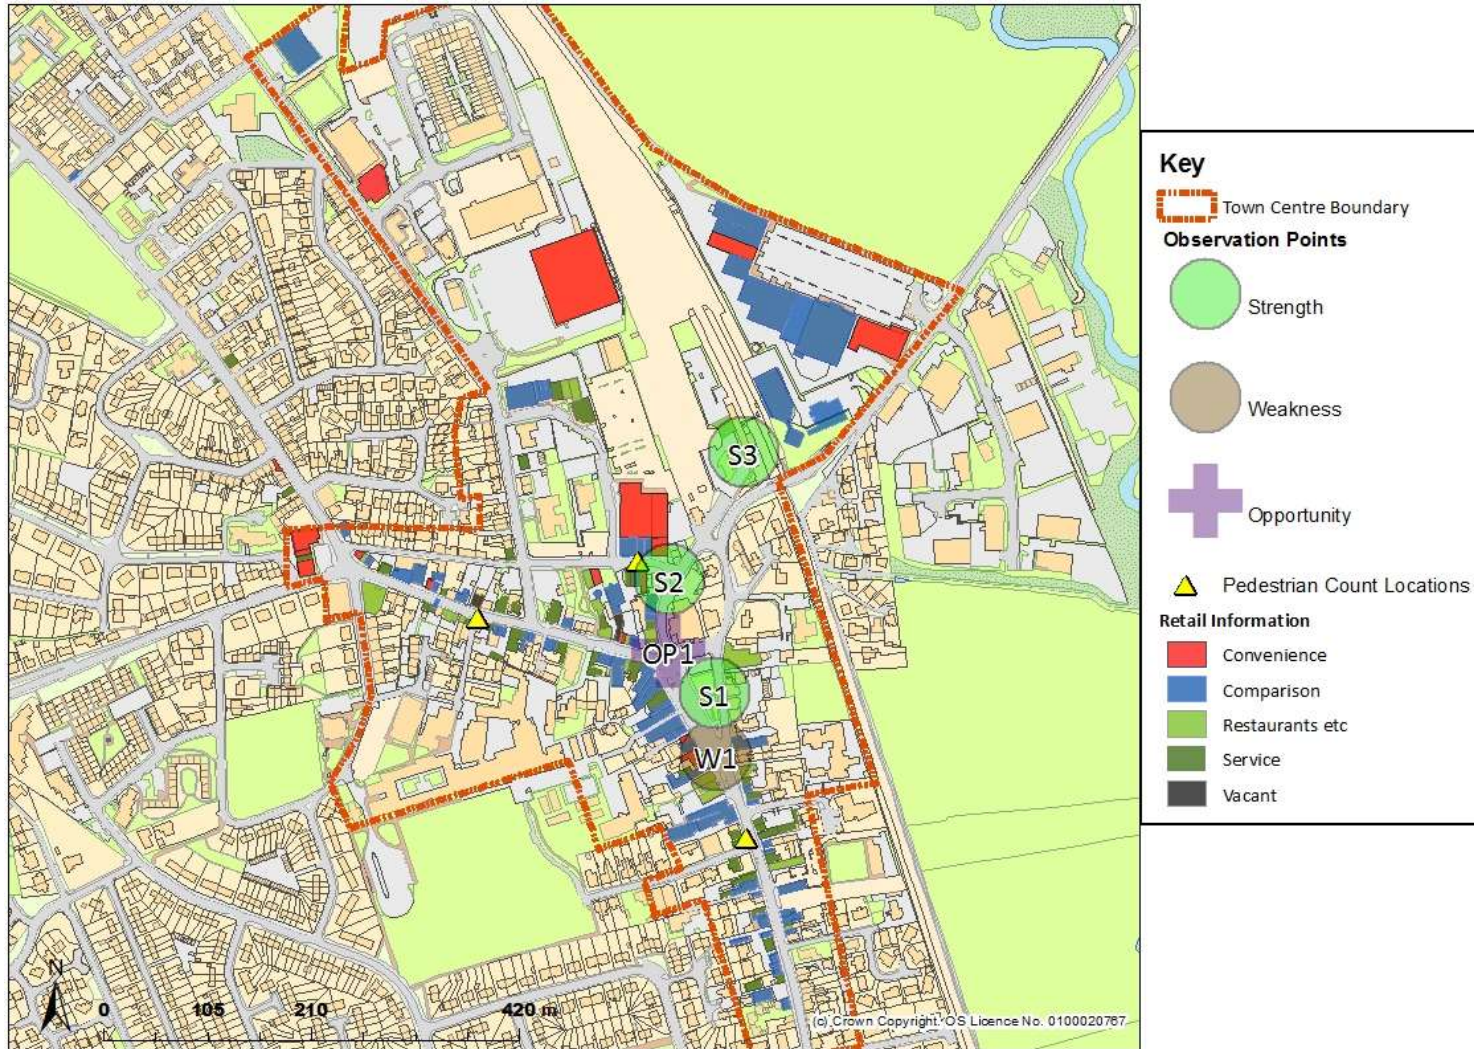 S3
S2
OP1
S1
W1
N
0 105 210 420 m
(c) Crown Copyright. OS Licence No. 0100020767
Key
Town Centre Boundary
Observation Points
Strength
Weakness
Opportunity
Pedestrian Count Locations
Retail Information
Convenience
Comparison
Restaurants etc
Service
Vacant